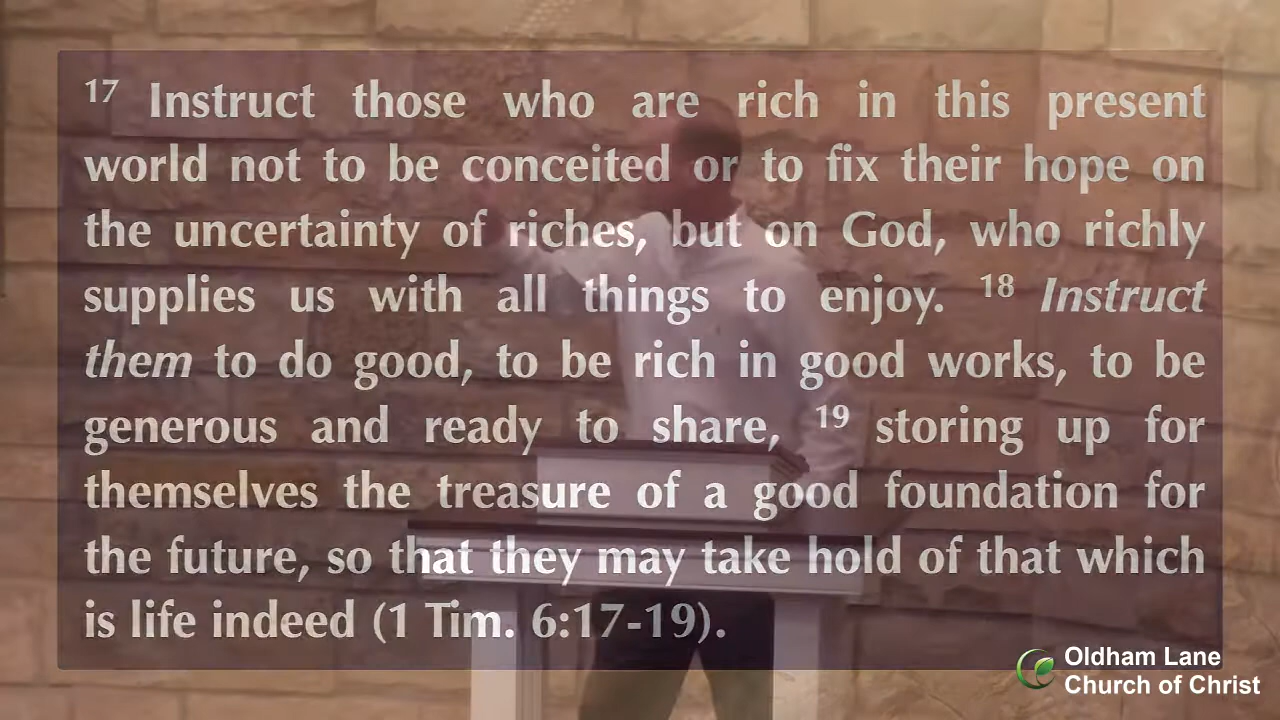 17 Instruct those who are rich in this present
world not to be conceited or to fix their hope on
the uncertainty of riches, but on God, who richly
supplies us with all things to enjoy. 18 Instruct
them to do good, to be rich in good works, to be
generous and ready to share, 19 storing up for
themselves the treasure of a good foundation for
the future, so that they may take hold of that which
is life indeed (1 Tim. 6:17-19).
Oldham Lane
Church of Christ